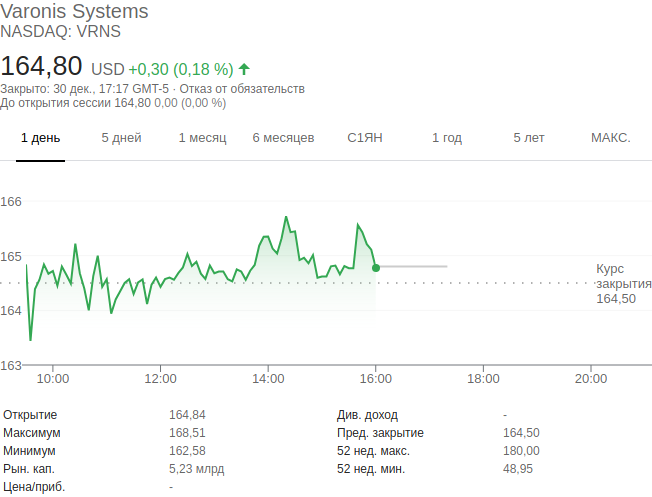 Varonis Systems
NASDAQ: VRNS
164,80 USD +0,30 (0,18 %)
Закрыто: 30 дек., 17:17 GMT-5 · Отказ от обязательств
До открытия сессии 164,80 0,00 (0,00 %)
1 день 5 дней 1 месяц 6 месяцев С1ЯН 1 год 5 лет МАКС.
166
165
164
163
Курс
закрытия
164,50
10:00 12:00 14:00 16:00 18:00 20:00
Открытие 164,84 Див. доход -
Максимум 168,51 Пред. закрытие 164,50
Минимум 162,58 52 нед. макс. 180,00
Рын. кап. 5,23 млрд 52 нед. мин. 48,95
Цена/приб. -